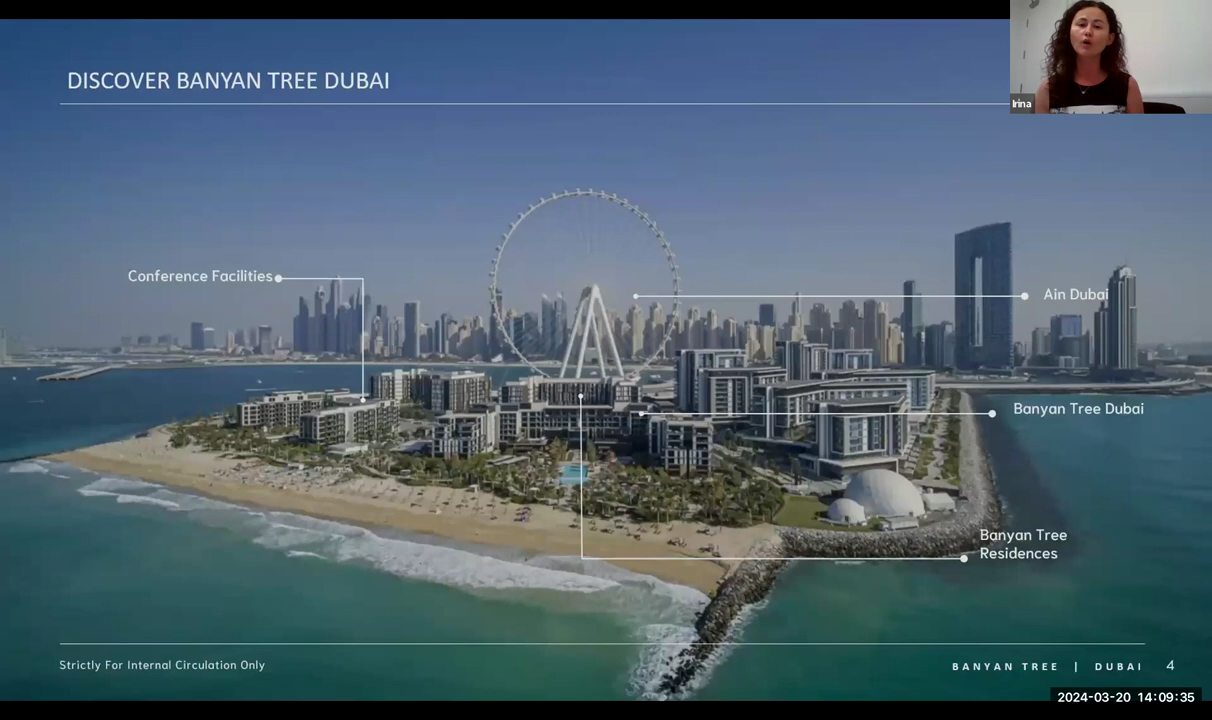 DISCOVER BANYAN TREE DUBAI
Irina
Conference Facilities
Ain Dubai
Banyan Tree Dubai
Banyan Tree
Residences
Strictly For Internal Circulation Only
BANYAN TREE | DUBAI 4
2024-03-20 14:09:35